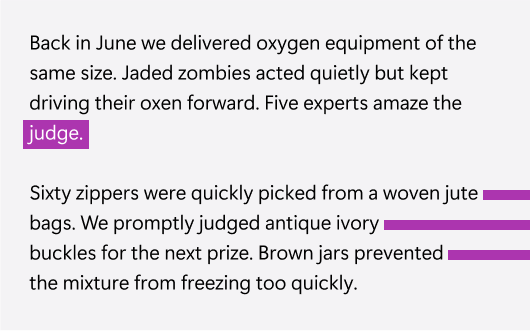 Back in June we delivered oxygen equipment of the
same size. Jaded zombies acted quietly but kept
driving their oxen forward. Five experts amaze the
judge.
Sixty zippers were quickly picked from a woven jute
bags. We promptly judged antique ivory
buckles for the next prize. Brown jars prevented
the mixture from freezing too quickly.